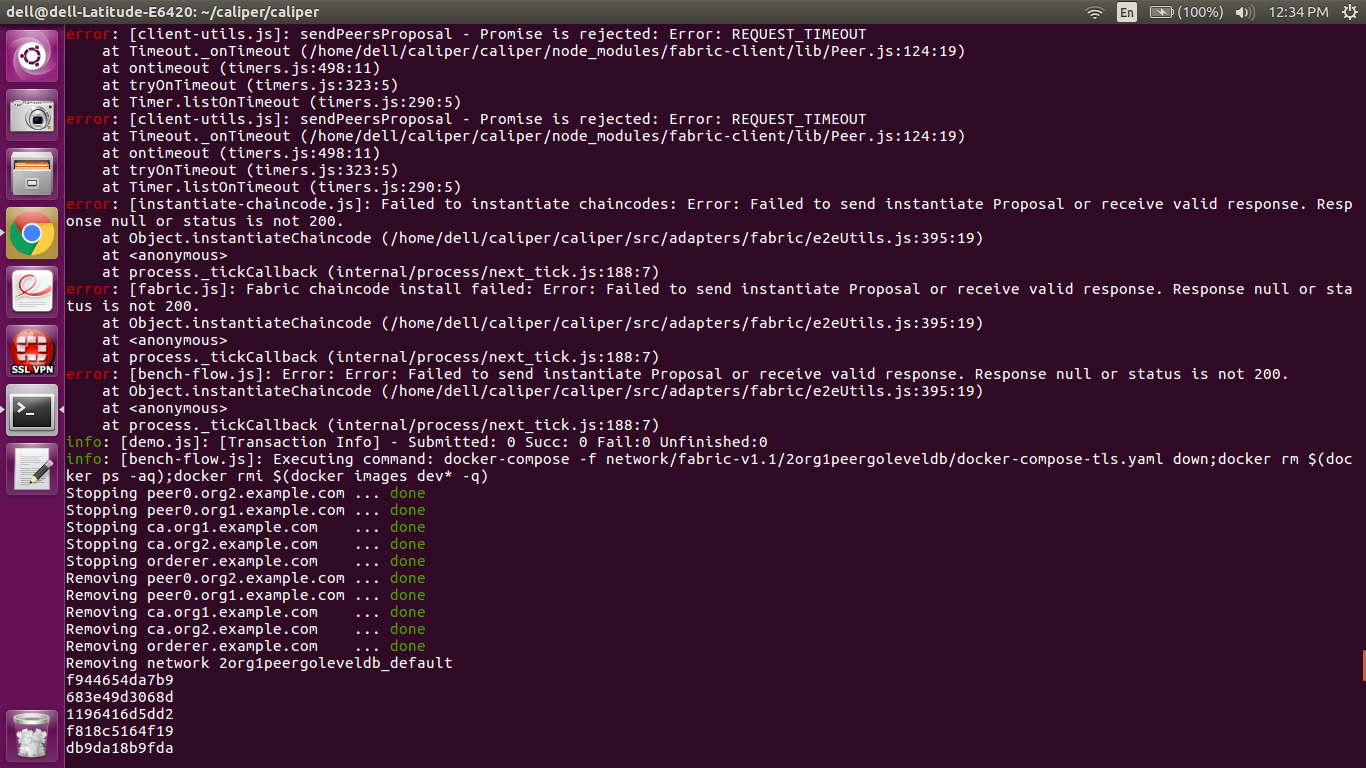 dell@dell-Latitude-E6420: ~/caliper/caliper
En
(100%)
12:34 PM
error: [client-utils.js]: sendPeersProposal - Promise is rejected: Error: REQUEST_TIMEOUT
    at Timeout._onTimeout (/home/dell/caliper/caliper/node_modules/fabric-client/lib/Peer.js:124:19)
    at ontimeout (timers.js:498:11)
    at tryOnTimeout (timers.js:323:5)
    at Timer.listOnTimeout (timers.js:290:5)
error: [client-utils.js]: sendPeersProposal - Promise is rejected: Error: REQUEST_TIMEOUT
    at Timeout._onTimeout (/home/dell/caliper/caliper/node_modules/fabric-client/lib/Peer.js:124:19)
    at ontimeout (timers.js:498:11)
    at tryOnTimeout (timers.js:323:5)
    at Timer.listOnTimeout (timers.js:290:5)
error: [instantiate-chaincode.js]: Failed to instantiate chaincodes: Error: Failed to send instantiate Proposal or receive valid response. Resp
onse null or status is not 200.
    at Object.instantiateChaincode (/home/dell/caliper/caliper/src/adapters/fabric/e2eUtils.js:395:19)
    at <anonymous>
    at process._tickCallback (internal/process/next_tick.js:188:7)
error: [fabric.js]: Fabric chaincode install failed: Error: Failed to send instantiate Proposal or receive valid response. Response null or sta
tus is not 200.
    at Object.instantiateChaincode (/home/dell/caliper/caliper/src/adapters/fabric/e2eUtils.js:395:19)
    at <anonymous>
    at process._tickCallback (internal/process/next_tick.js:188:7)
error: [bench-flow.js]: Error: Error: Failed to send instantiate Proposal or receive valid response. Response null or status is not 200.
    at Object.instantiateChaincode (/home/dell/caliper/caliper/src/adapters/fabric/e2eUtils.js:395:19)
    at <anonymous>
    at process._tickCallback (internal/process/next_tick.js:188:7)
info: [demo.js]: [Transaction Info] - Submitted: 0 Succ: 0 Fail:0 Unfinished:0
info: [bench-flow.js]: Executing command: docker-compose -f network/fabric-v1.1/2org1peergoleveldb/docker-compose-tls.yaml down;docker rm $(doc
ker ps -aq);docker rmi $(docker images dev* -q)
Stopping peer0.org2.example.com ... done
Stopping peer0.org1.example.com ... done
Stopping ca.org1.example.com    ... done
Stopping ca.org2.example.com    ... done
Stopping orderer.example.com    ... done
Removing peer0.org2.example.com ... done
Removing peer0.org1.example.com ... done
Removing ca.org1.example.com    ... done
Removing ca.org2.example.com    ... done
Removing orderer.example.com    ... done
Removing network 2org1peergoleveldb_default
f944654da7b9
683e49d3068d
1196416d5dd2
f818c5164f19
db9da18b9fda
SSL VPN
>_